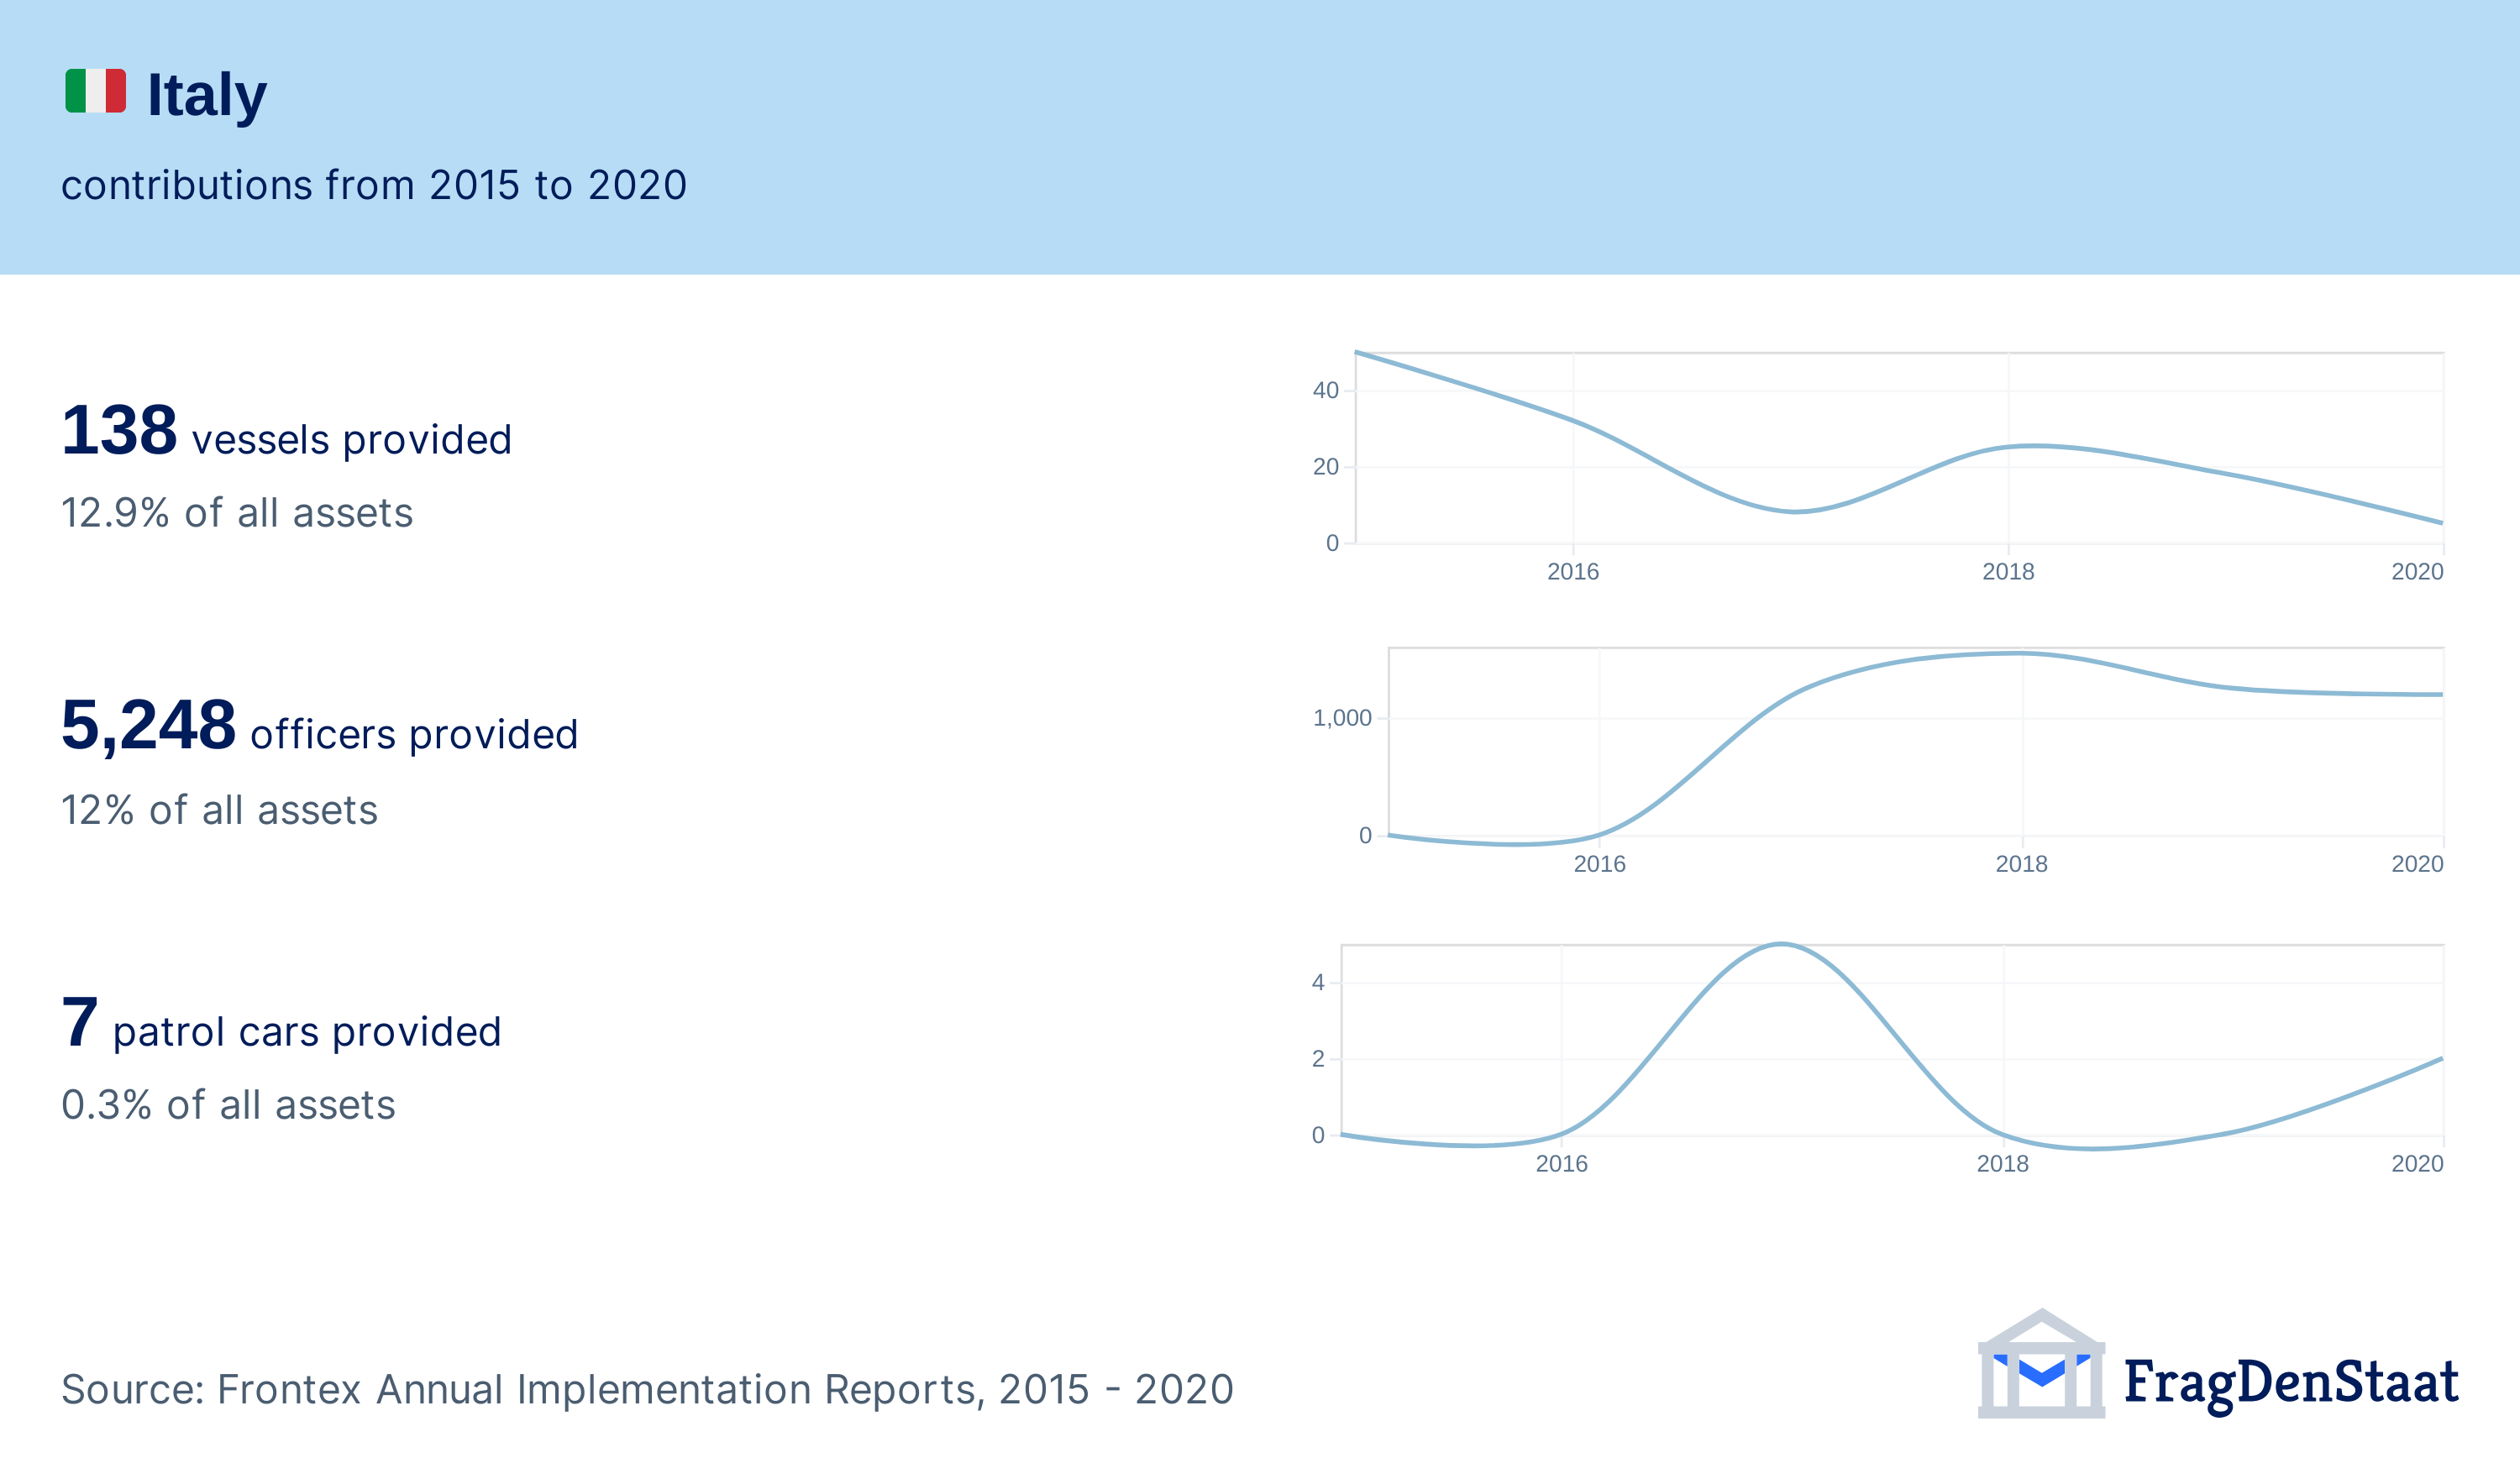 Italy
contributions from 2015 to 2020
138 vessels provided
12.9% of all assets
40
20
0
2016 2018 2020
5,248 officers provided
12% of all assets
1,000
0
2016 2018 2020
7 patrol cars provided
0.3% of all assets
4
2
0
2016 2018 2020
Source: Frontex Annual Implementation Reports, 2015 - 2020
FragDenStaat